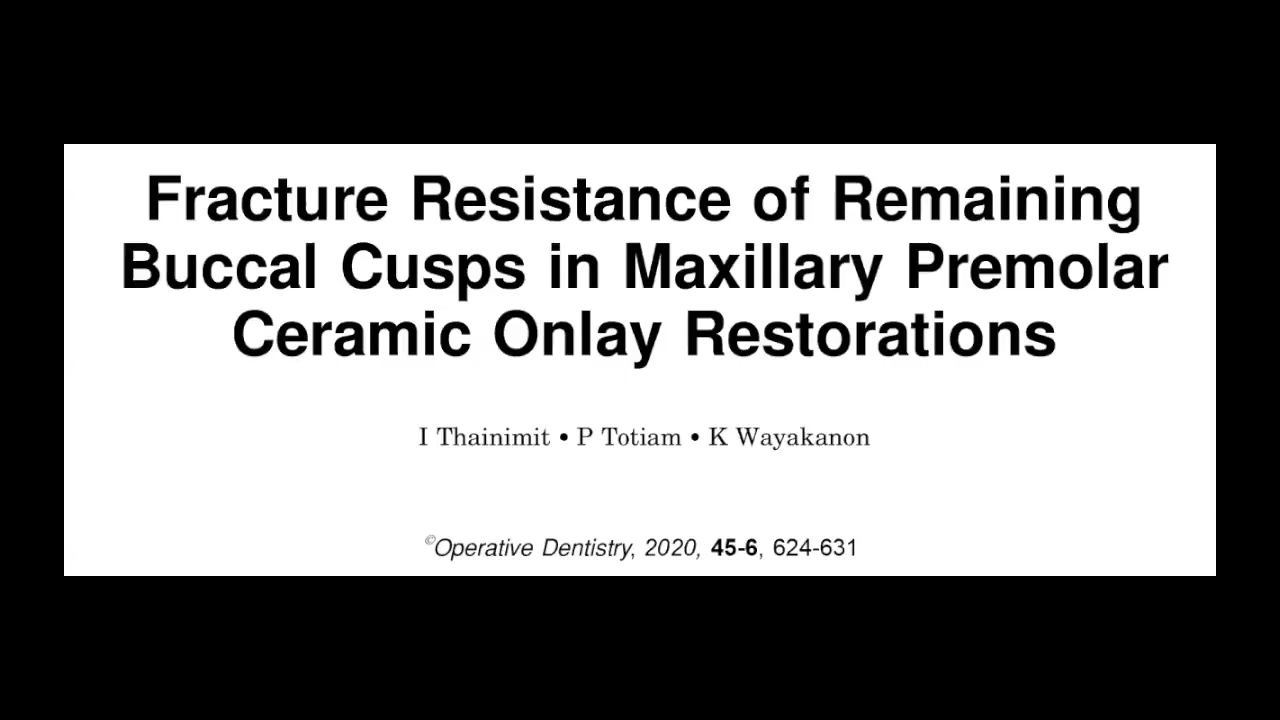 Fracture Resistance of Remaining
Buccal Cusps in Maxillary Premolar
Ceramic Onlay Restorations
I Thainimit • P Totiam • K Wayakanon
©Operative Dentistry, 2020, 45-6, 624-631